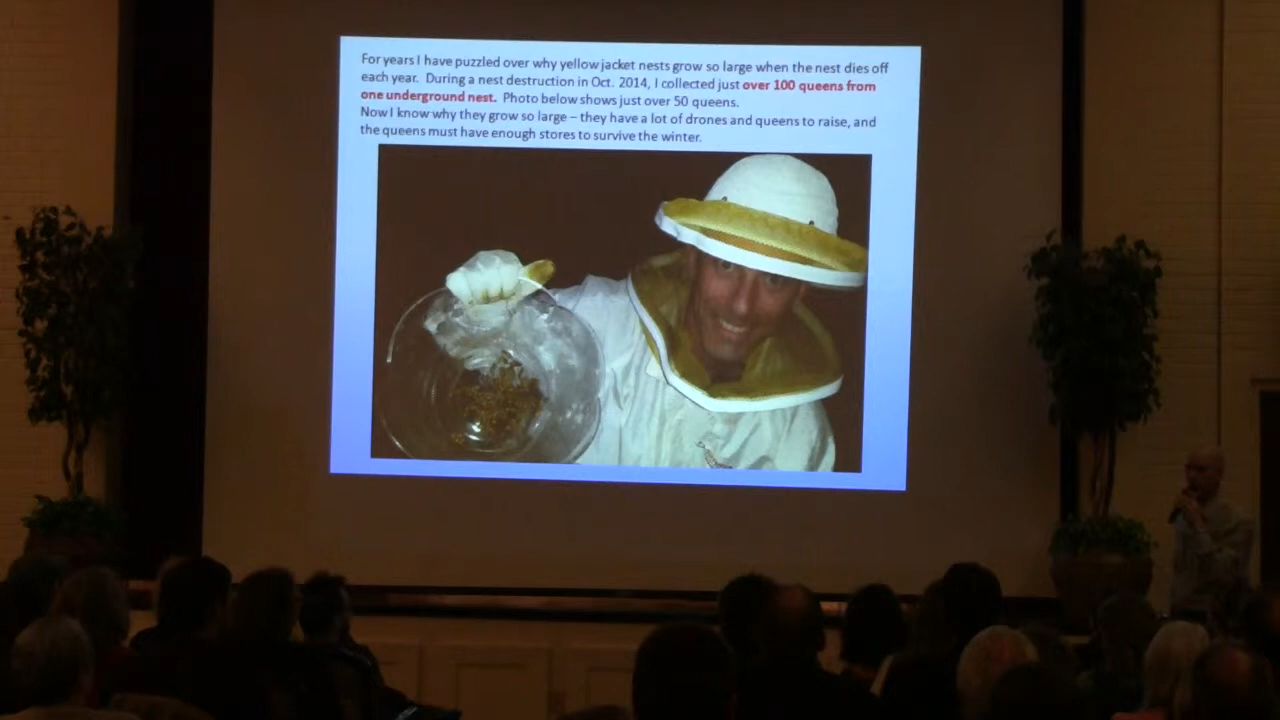 For years I have puzzled over why yellow jacket nests grow so large when the nest dies off
each year. During a nest destruction in Oct. 2014, I collected just over 100 queens from
one underground nest. Photo below shows just over 50 queens.
Now I know why they grow so large – they have a lot of drones and queens to raise, and
the queens must have enough stores to survive the winter.